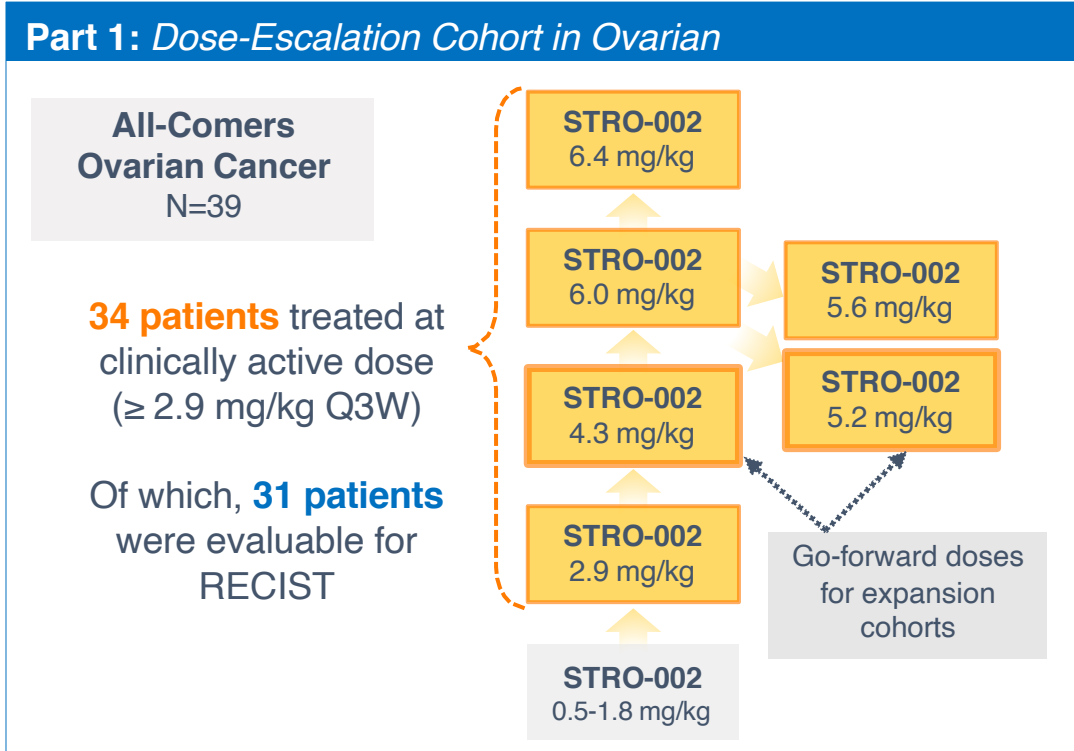 Part 1: Dose-Escalation Cohort in Ovarian
All-Comers
Ovarian Cancer
N=39
34 patients treated at
clinically active dose
(≥ 2.9 mg/kg Q3W)
Of which, 31 patients
were evaluable for
RECIST
STRO-002
6.4 mg/kg
STRO-002
6.0 mg/kg
STRO-002
5.6 mg/kg
STRO-002
4.3 mg/kg
STRO-002
5.2 mg/kg
STRO-002
2.9 mg/kg
Go-forward doses
for expansion
cohorts
STRO-002
0.5-1.8 mg/kg